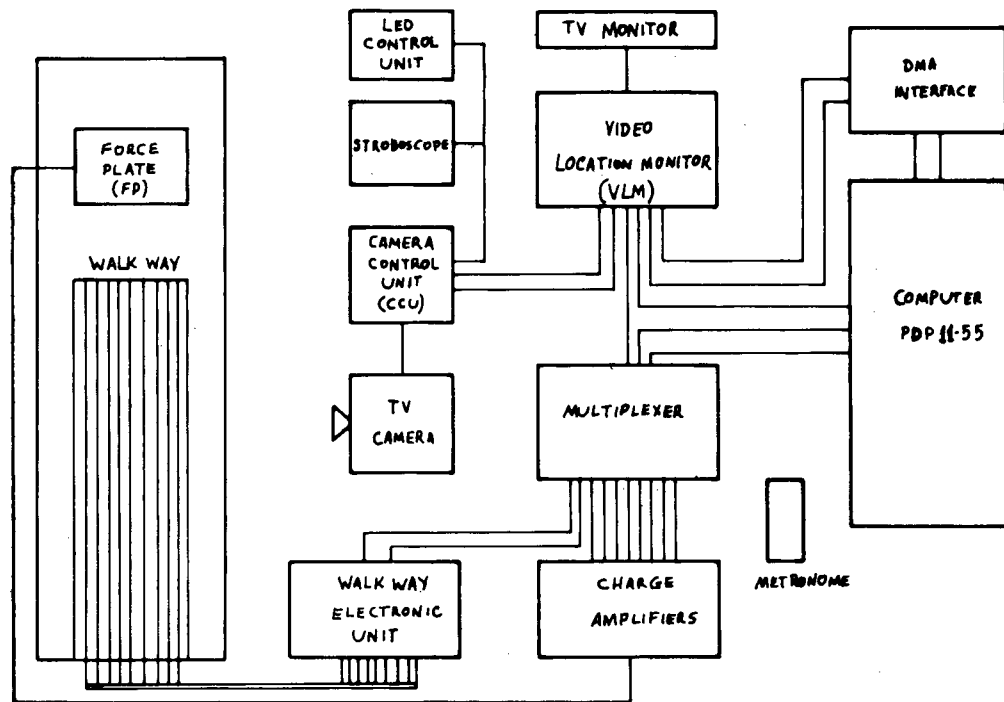 LED
CONTROL
UNIT
TV MONITOR
DMA
INTERFACE
FORCE
PLATE
(FP)
STROBOSCOPE
VIDEO
LOCATION MONITOR
(VLM)
WALK WAY
CAMERA
CONTROL
UNIT
(CCU)
COMPUTER
PDP 11-55
TV
CAMERA
MULTIPLEXER
WALK WAY
ELECTRONIC
UNIT
CHARGE
AMPLIFIERS
METRONOME